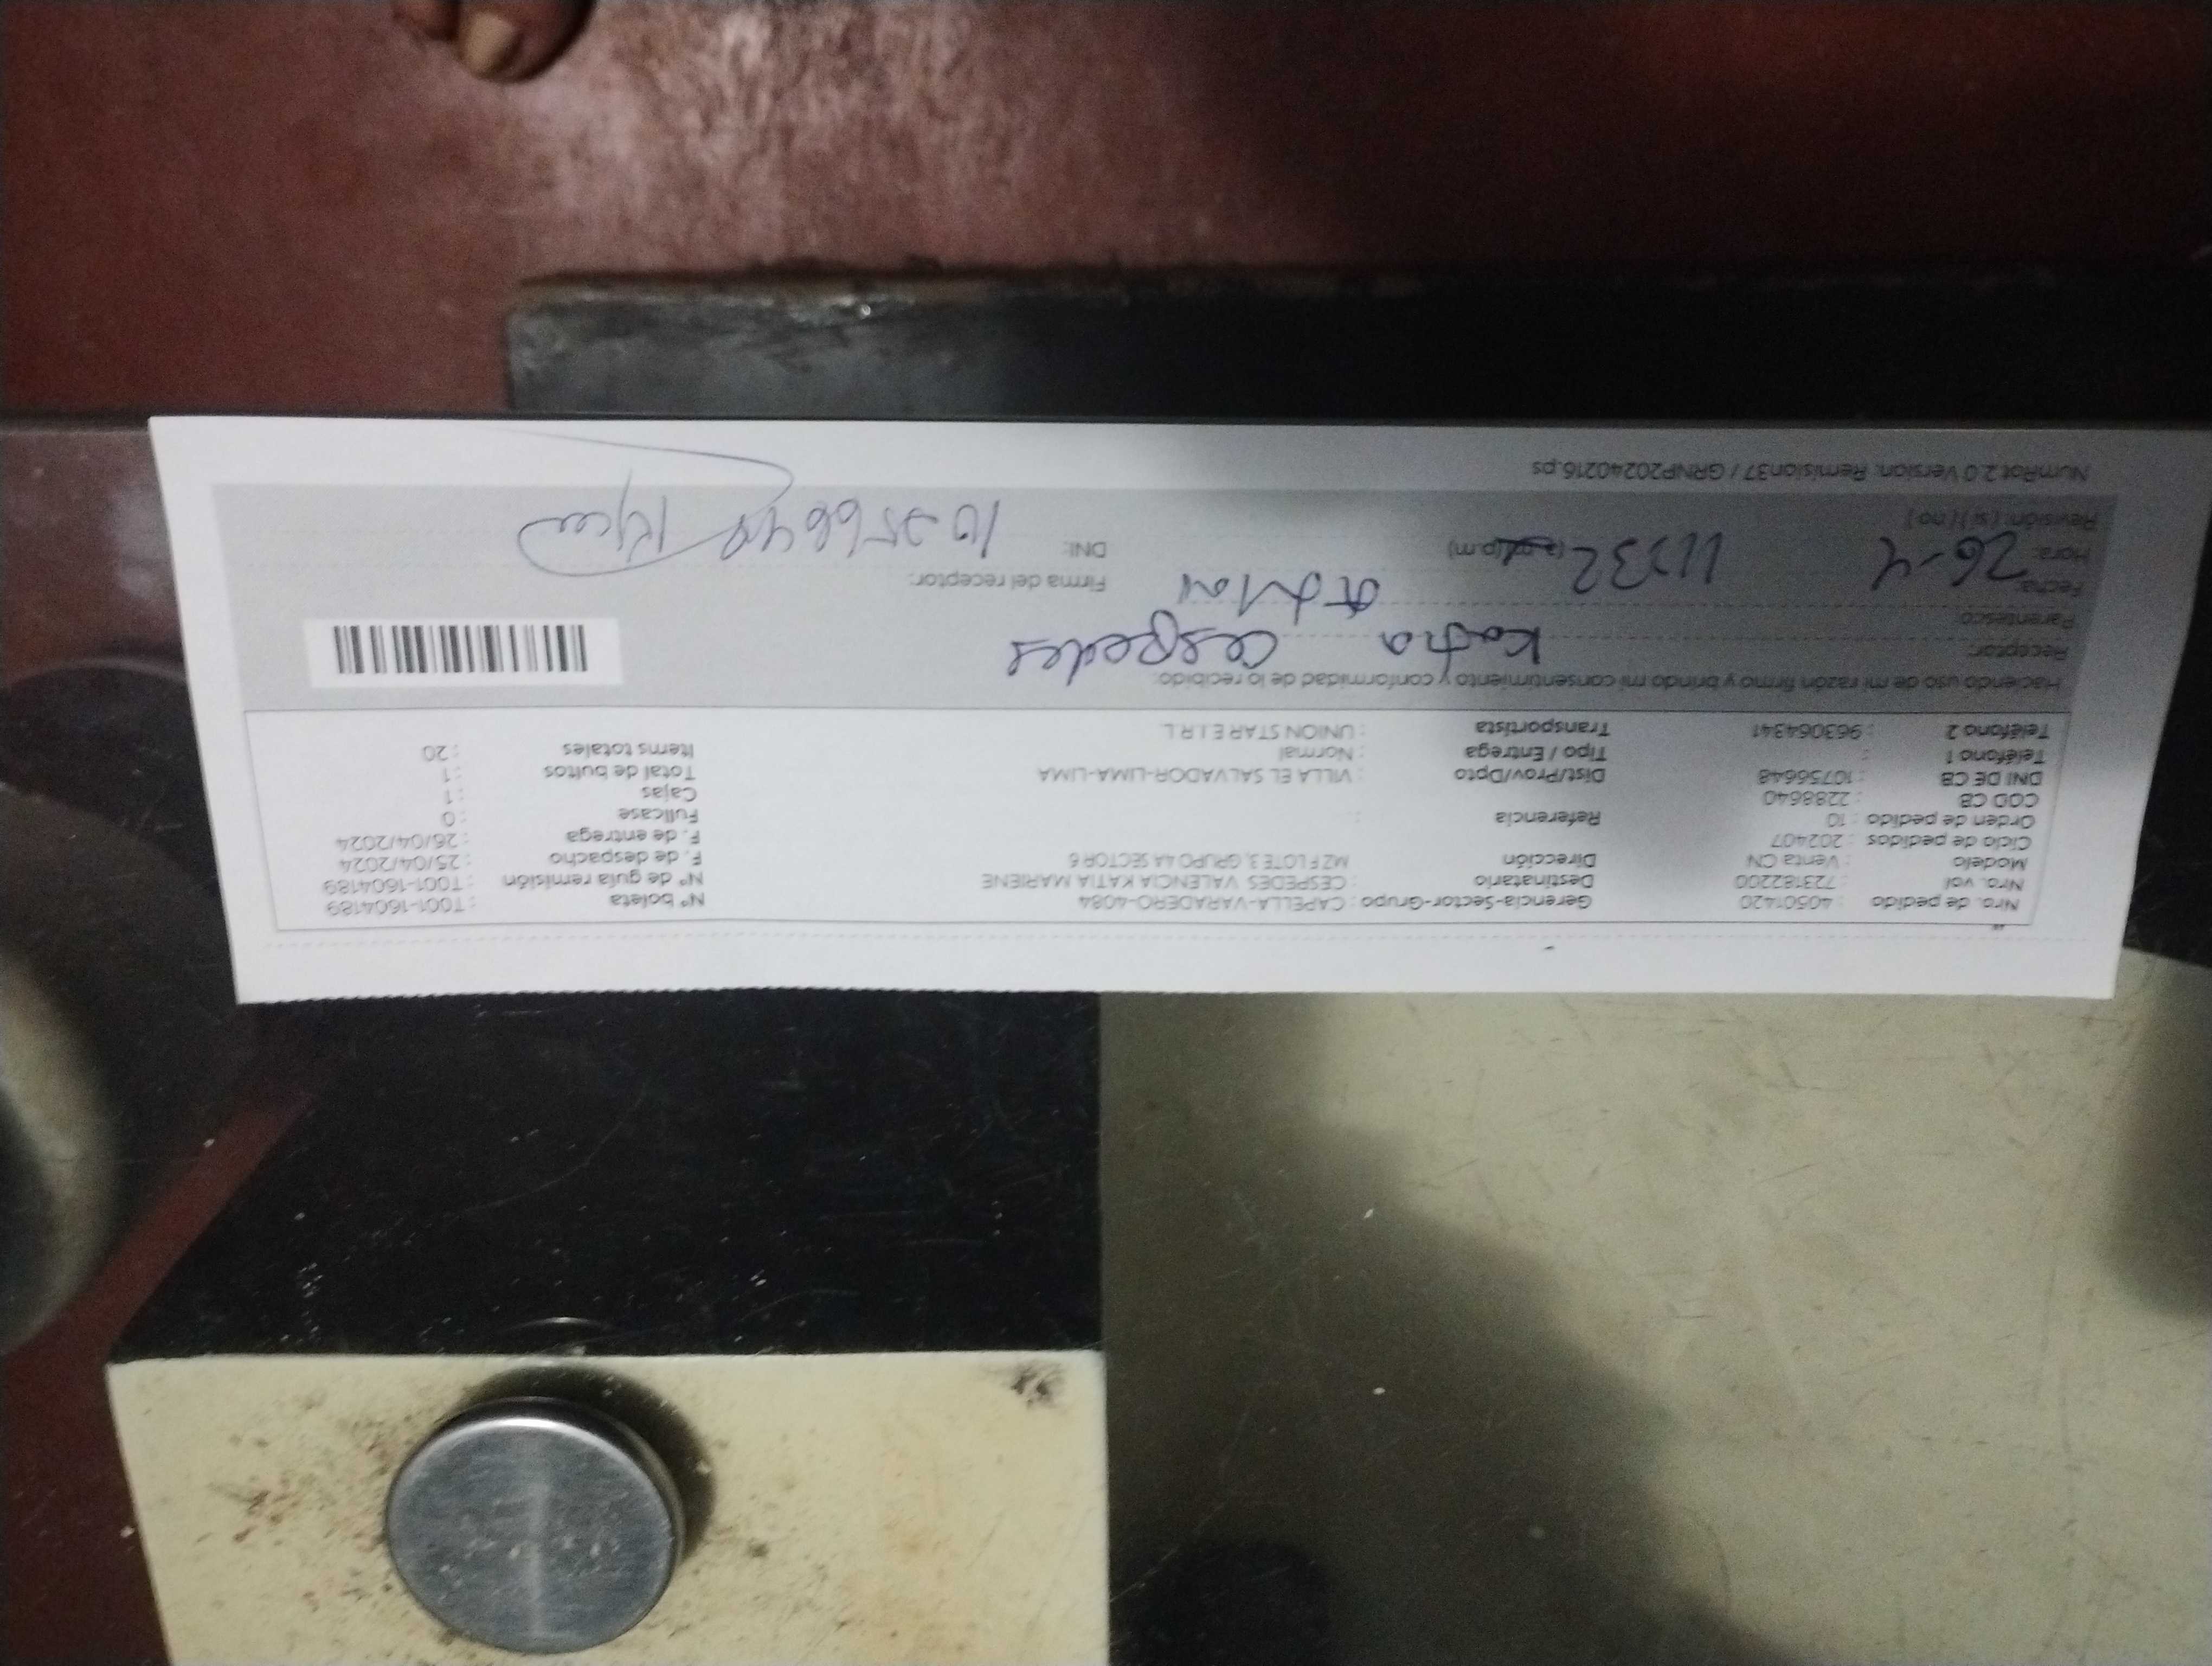 Nro. de pedido : 40501420 Gerencia-Sector-Grupo : CAPELLA-VARADERO-4084 Nº boleta : T001-1604189
Nro. vol : 723182200 Destinatario : CESPEDES VALENCIA KATIA MARIENE Nº de guía remisión : T001-1604189
Modelo : Venta CN Dirección MZ F LOTE 3, GRUPO 4A SECTOR 6 F. de despacho : 25/04/2024
Ciclo de pedidos : 202407 F. de entrega : 26/04/2024
Orden de pedido : 10 Referencia : Fullcase : 0
COD CB : 2288640 Cajas : 1
DNI DE CB : 10756648 Dist/Prov/Dpto : VILLA EL SALVADOR-LIMA-LIMA Total de bultos : 1
Teléfono 1 : Tipo / Entrega : Normal Items totales : 20
Teléfono 2 : 963064341 Transportista : UNION STAR E.I.R.L
Haciendo uso de mi razón firmo y brindo mi consentimiento y conformidad de lo recibido:
Receptor: Katia Cespedes
Parentesco:
Fecha: 26-4 Firma del receptor:
Hora: 11:32 (p.m) DNI:
Revisión: ( si ) ( no )
NumRot 2.0 Version: Remision37 / GRNP20240216.ps